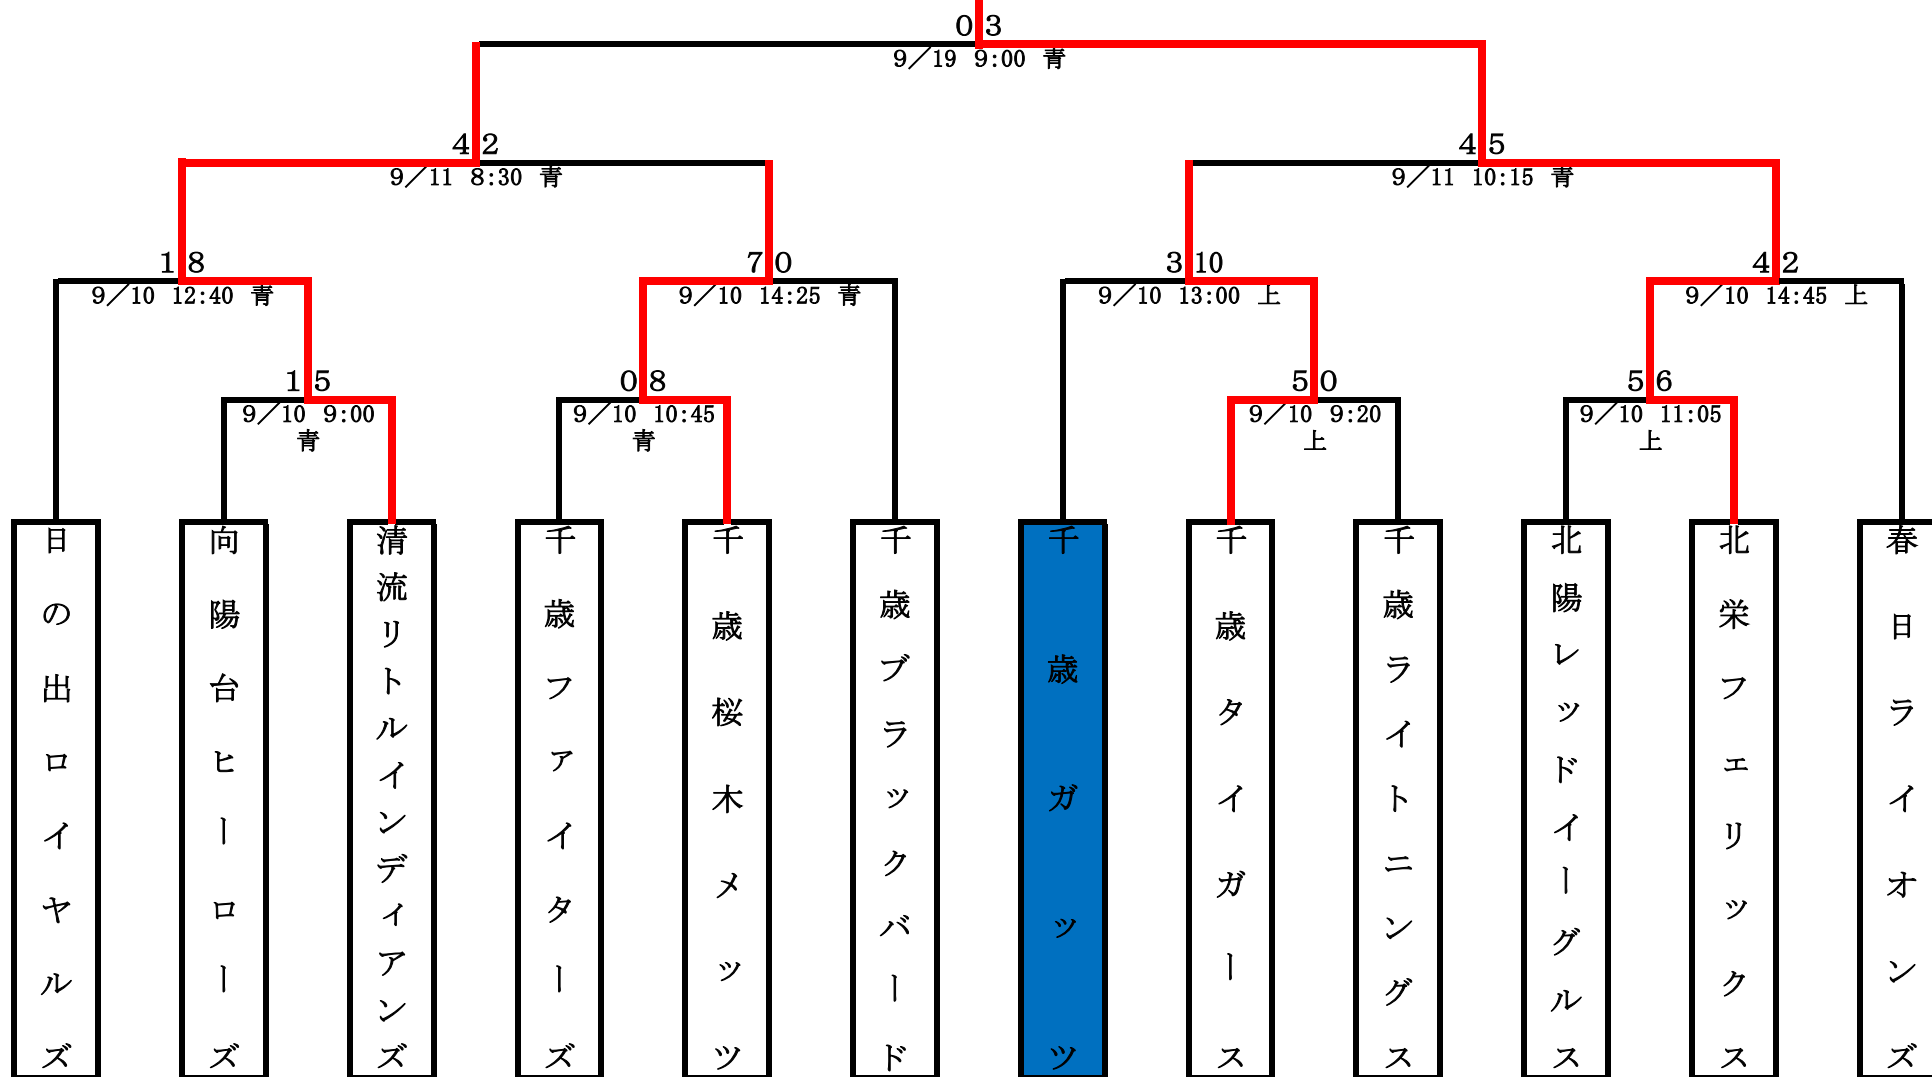 0 3
9／19 9:00 青
4 2
9／11 8:30 青
4 5
9／11 10:15 青
1 8
9／10 12:40 青
7 0
9／10 14:25 青
3 10
9／10 13:00 上
4 2
9／10 14:45 上
1 5
9／10 9:00
青
0 8
9／10 10:45
青
5 0
9／10 9:20
上
5 6
9／10 11:05
上
日の出ロイヤルズ
向陽台ヒーローズ
清流リトルインディアンズ
千歳ファイターズ
千歳桜木メッツ
千歳ブラックバード
千歳ガッツ
千歳タイガース
千歳ライトニングス
北陽レッドイーグルス
北栄フェリックス
春日ライオンズ